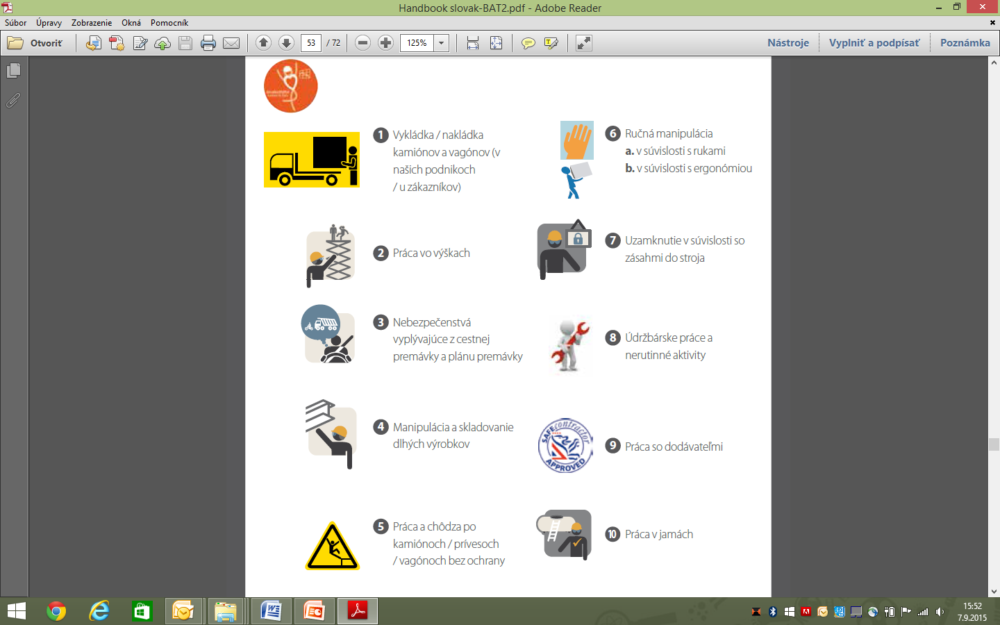 Handbook slovak-BAT2.pdf - Adobe Reader
Súbor Úpravy Zobrazenie Okná Pomocník
Otvoriť 53 / 72 125% Nástroje Vyplniť a podpísať Poznámka
1 Vykládka / nakládka
kamiónov a vagónov (v
našich podnikoch
/ u zákazníkov)
2 Práca vo výškach
3 Nebezpečenstvá
vyplývajúce z cestnej
premávky a plánu premávky
4 Manipulácia a skladovanie
dlhých výrobkov
5 Práca a chôdza po
kamiónoch / prívesoch
/ vagónoch bez ochrany
6 Ručná manipulácia
a. v súvislosti s rukami
b. v súvislosti s ergonómiou
7 Uzamknutie v súvislosti so
zásahmi do stroja
8 Údržbárske práce a
nerutinné aktivity
SAFEcontractor
APPROVED
9 Práca so dodávateľmi
10 Práca v jamách
15:52
7.9.2015